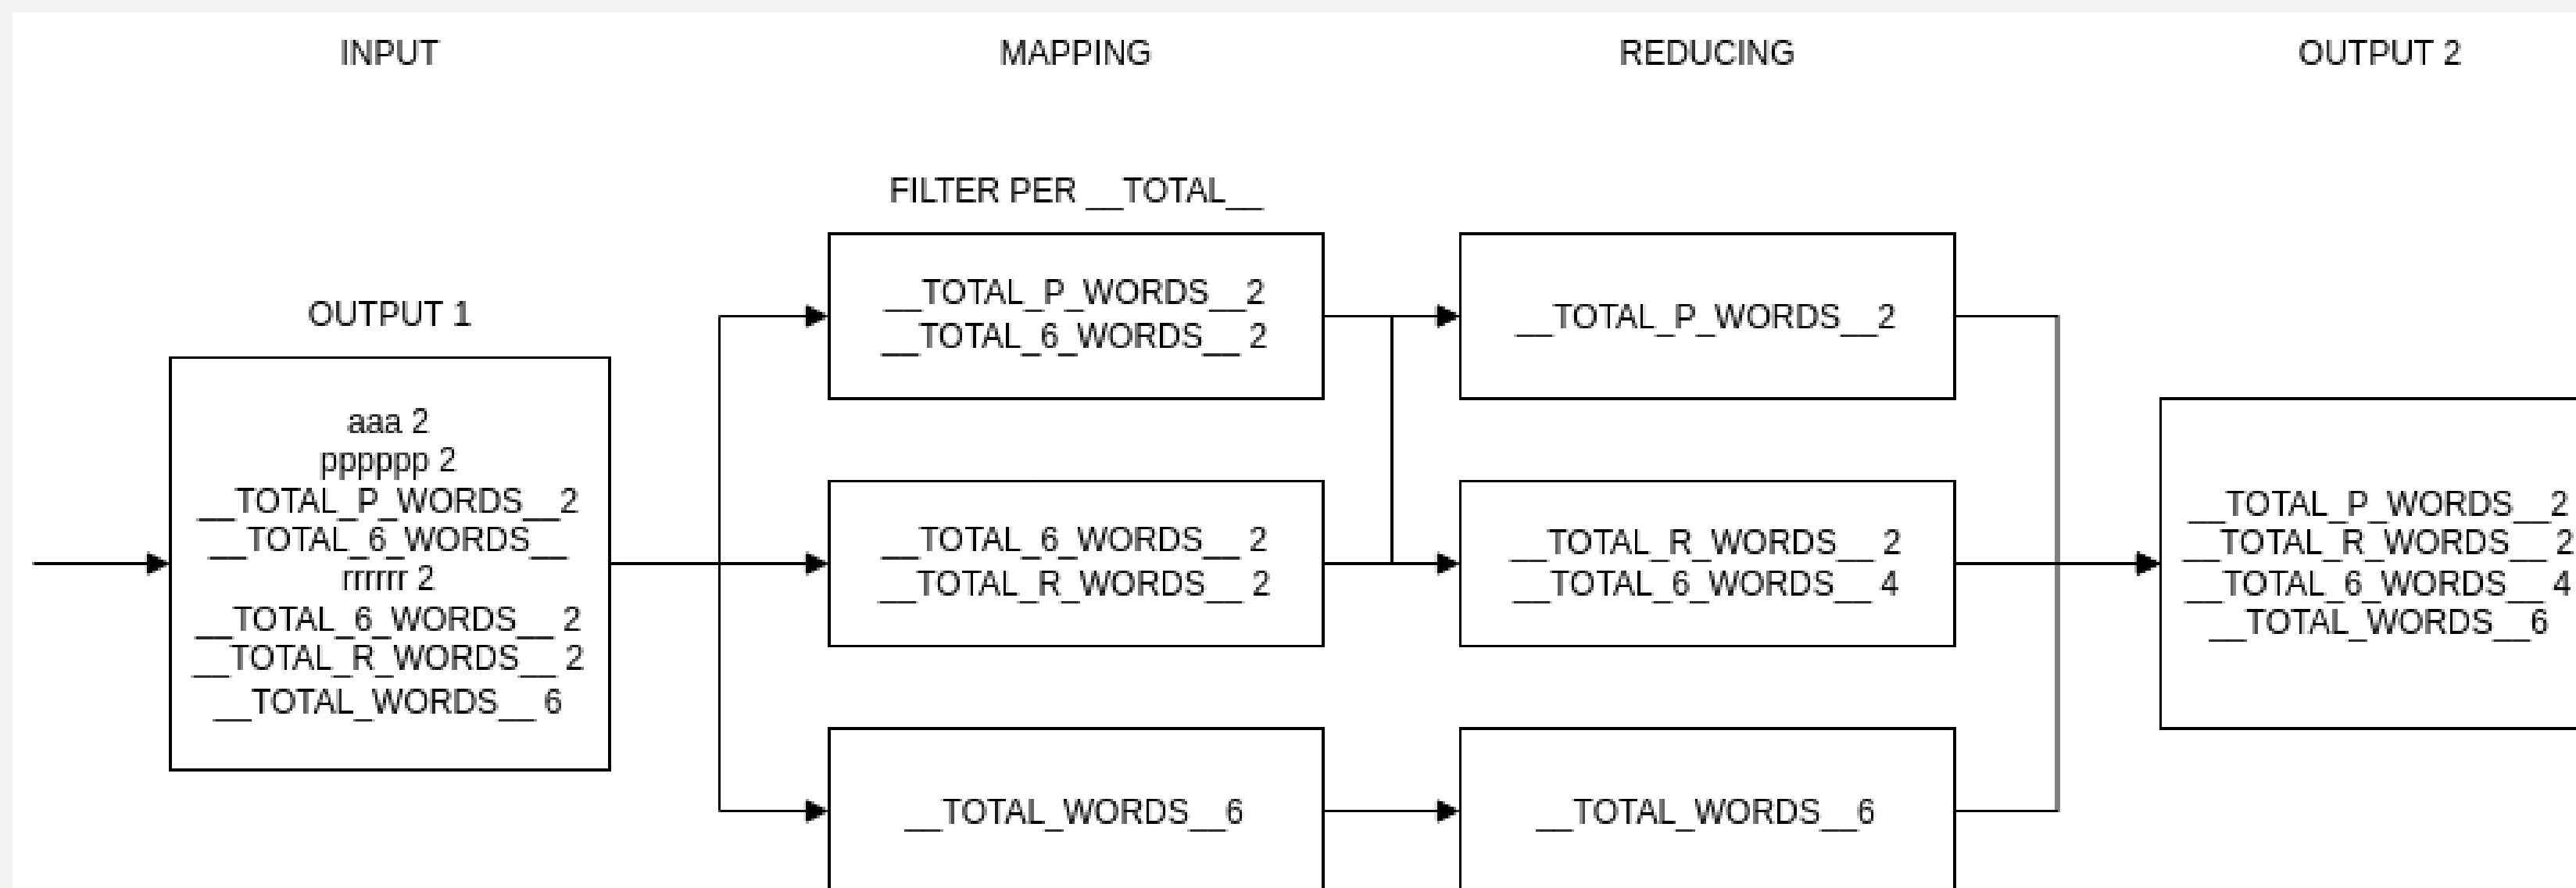 INPUT
MAPPING
REDUCING
OUTPUT 2
FILTER PER __TOTAL__
OUTPUT 1
aaa 2
pppppp 2
__TOTAL_P_WORDS__2
__TOTAL_6_WORDS__
rrrrrr 2
__TOTAL_6_WORDS__ 2
__TOTAL_R_WORDS__ 2
__TOTAL_WORDS__ 6
__TOTAL_P_WORDS__2
__TOTAL_6_WORDS__ 2
__TOTAL_6_WORDS__ 2
__TOTAL_R_WORDS__ 2
__TOTAL_WORDS__6
__TOTAL_P_WORDS__2
__TOTAL_R_WORDS__ 2
__TOTAL_6_WORDS__ 4
__TOTAL_WORDS__6
__TOTAL_P_WORDS__2
__TOTAL_R_WORDS__ 2
__TOTAL_6_WORDS__ 4
__TOTAL_WORDS__6